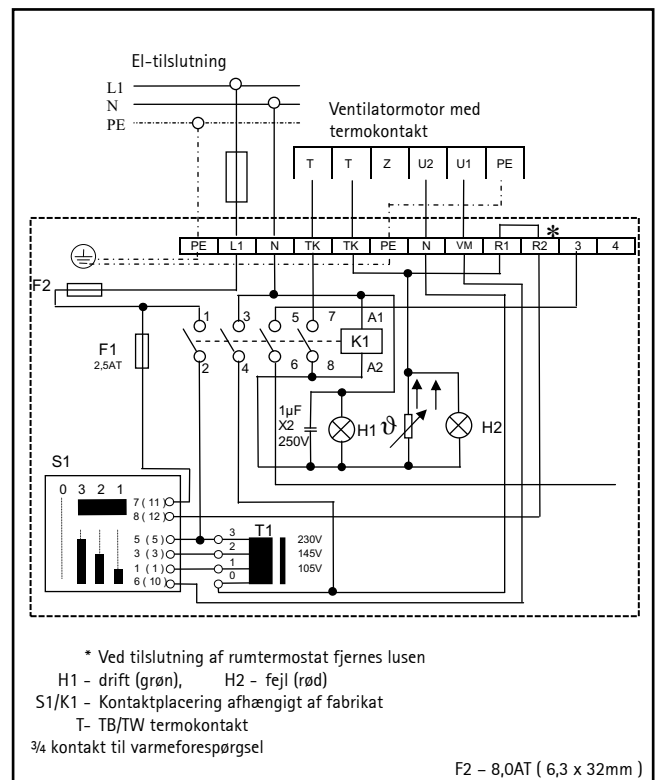 El-tilslutning
L1
N
PE
Ventilatormotor med
termokontakt
T T Z U2 U1 PE
PE L1 N TK TK PE N VM R1 R2 * 3 4
F2
1 3 5 7 A1
K1
2 4 6 8 A2
F1
2,5AT
1µF
X2
250V
H1 ϑ H2
S1
0 3 2 1
7 ( 11 )
8 ( 12 )
5 ( 5 ) 3 T1 230V
3 ( 3 ) 2 145V
1 ( 1 ) 1 105V
6 ( 10 ) 0
* Ved tilslutning af rumtermostat fjernes lusen
H1 - drift (grøn), H2 - fejl (rød)
S1/K1 - Kontaktplacering afhængigt af fabrikat
T- TB/TW termokontakt
¾ kontakt til varmeforespørgsel
F2 – 8,0AT ( 6,3 x 32mm )